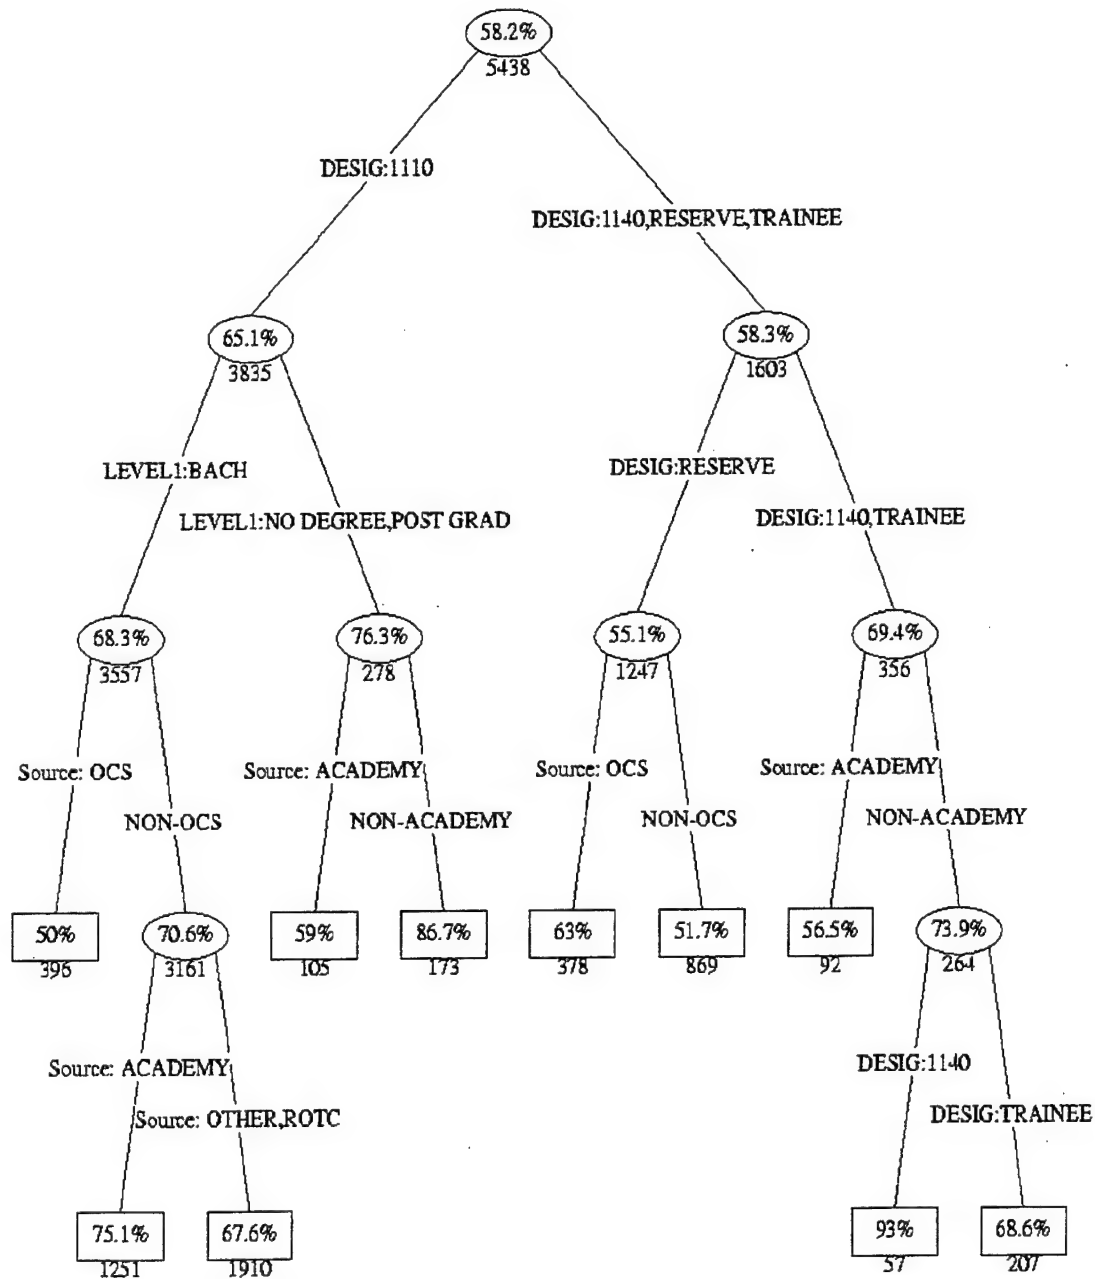 58.2%
5438
DESIG:1110
DESIG:1140,RESERVE,TRAINEE
65.1%
3835
58.3%
1603
LEVEL1:BACH
LEVEL1:NO DEGREE,POST GRAD
DESIG:RESERVE
DESIG:1140,TRAINEE
68.3%
3557
76.3%
278
55.1%
1247
69.4%
356
Source: OCS
NON-OCS
Source: ACADEMY
NON-ACADEMY
Source: OCS
NON-OCS
Source: ACADEMY
NON-ACADEMY
50%
396
70.6%
3161
59%
105
86.7%
173
63%
378
51.7%
869
56.5%
92
73.9%
264
Source: ACADEMY
Source: OTHER,ROTC
DESIG:1140
DESIG:TRAINEE
75.1%
1251
67.6%
1910
93%
57
68.6%
207